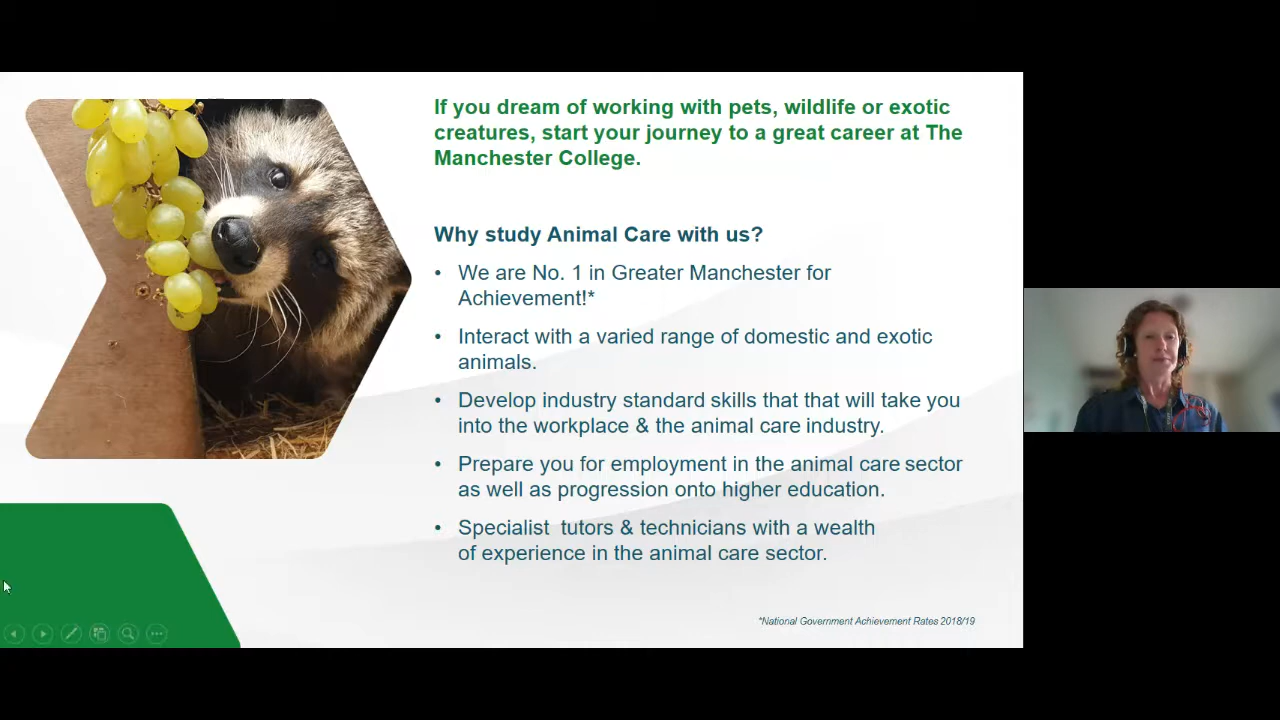 If you dream of working with pets, wildlife or exotic
creatures, start your journey to a great career at The
Manchester College.
Why study Animal Care with us?
• We are No. 1 in Greater Manchester for
Achievement!*
• Interact with a varied range of domestic and exotic
animals.
• Develop industry standard skills that that will take you
into the workplace & the animal care industry.
• Prepare you for employment in the animal care sector
as well as progression onto higher education.
• Specialist  tutors & technicians with a wealth
of experience in the animal care sector.
*National Government Achievement Rates 2018/19